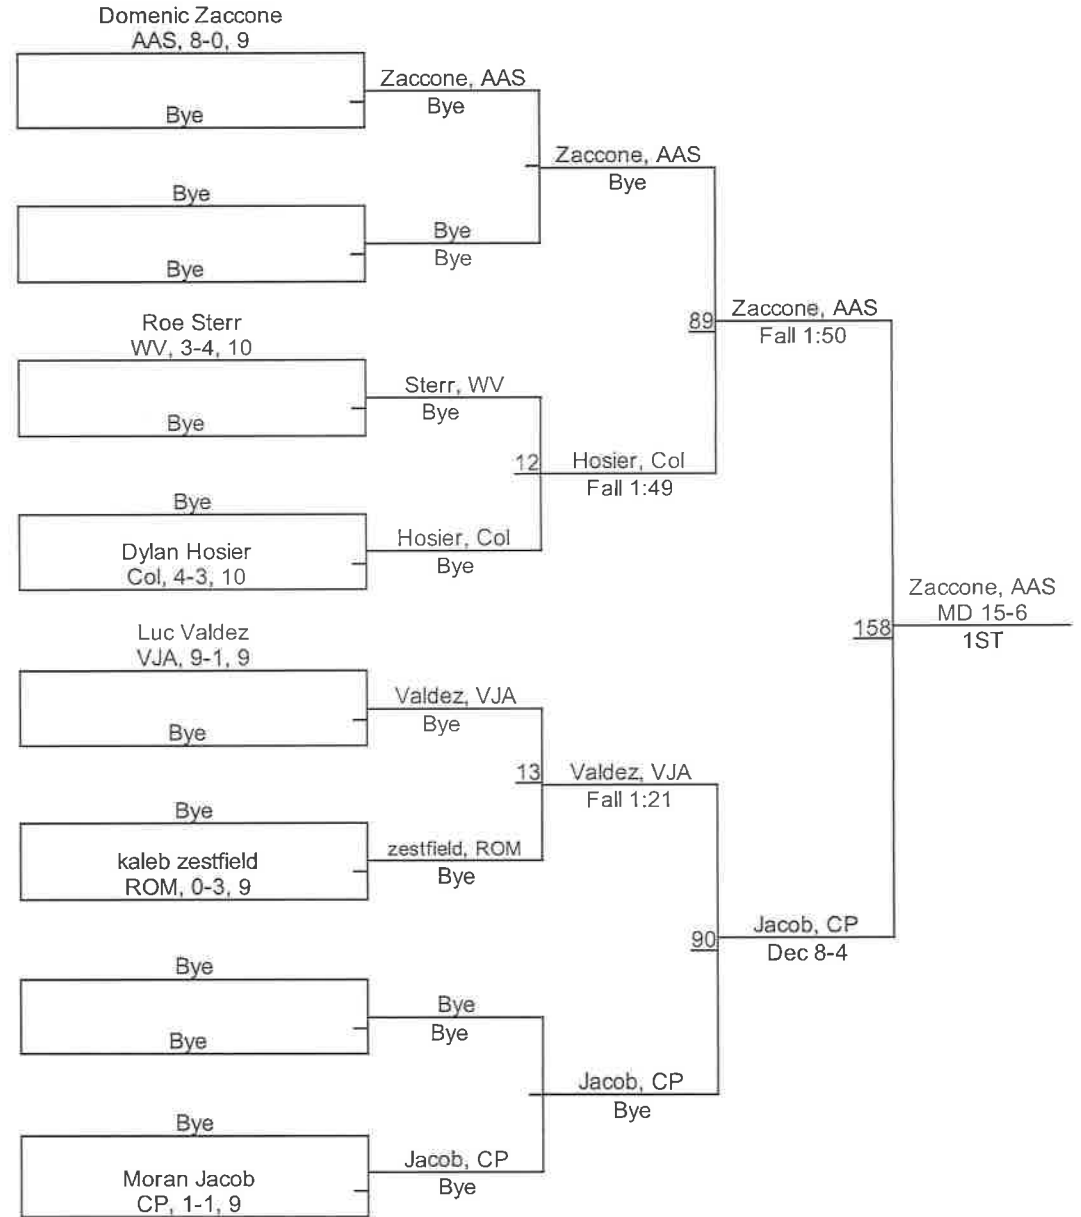 Domenic Zaccone
AAS, 8-0, 9
Bye
Zaccone, AAS
Bye
Bye
Bye
Bye
Bye
Zaccone, AAS
Bye
Roe Sterr
WV, 3-4, 10
Bye
Sterr, WV
Bye
Bye
Dylan Hosier
Col, 4-3, 10
Hosier, Col
Bye
12
Hosier, Col
Fall 1:49
89
Zaccone, AAS
Fall 1:50
Luc Valdez
VJA, 9-1, 9
Bye
Valdez, VJA
Bye
Bye
kaleb zestfield
ROM, 0-3, 9
zestfield, ROM
Bye
13
Valdez, VJA
Fall 1:21
Bye
Bye
Bye
Bye
Bye
Moran Jacob
CP, 1-1, 9
Jacob, CP
Bye
Jacob, CP
Bye
90
Jacob, CP
Dec 8-4
158
Zaccone, AAS
MD 15-6
1ST